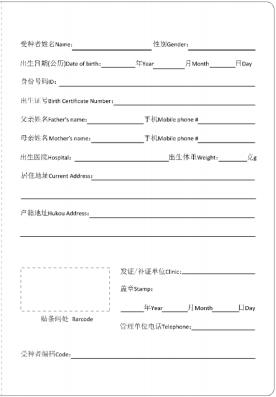 受种者姓名Name: 性别Gender:
出生日期(公历)Date of birth: 年Year 月Month 日Day
身份号码ID:
出生证号Birth Certificate Number:
父亲姓名Father's name: 手机Mobile phone #
母亲姓名Mother's name: 手机Mobile phone #
出生医院Hospital: 出生体重Weight: 克g
居住地址Current Address:
户籍地址Hukou Address:
发证/补证单位Clinic:
盖章Stamp:
年Year 月Month 日Day
贴条码处 Barcode
管理单位电话Telephone:
受种者编码Code: